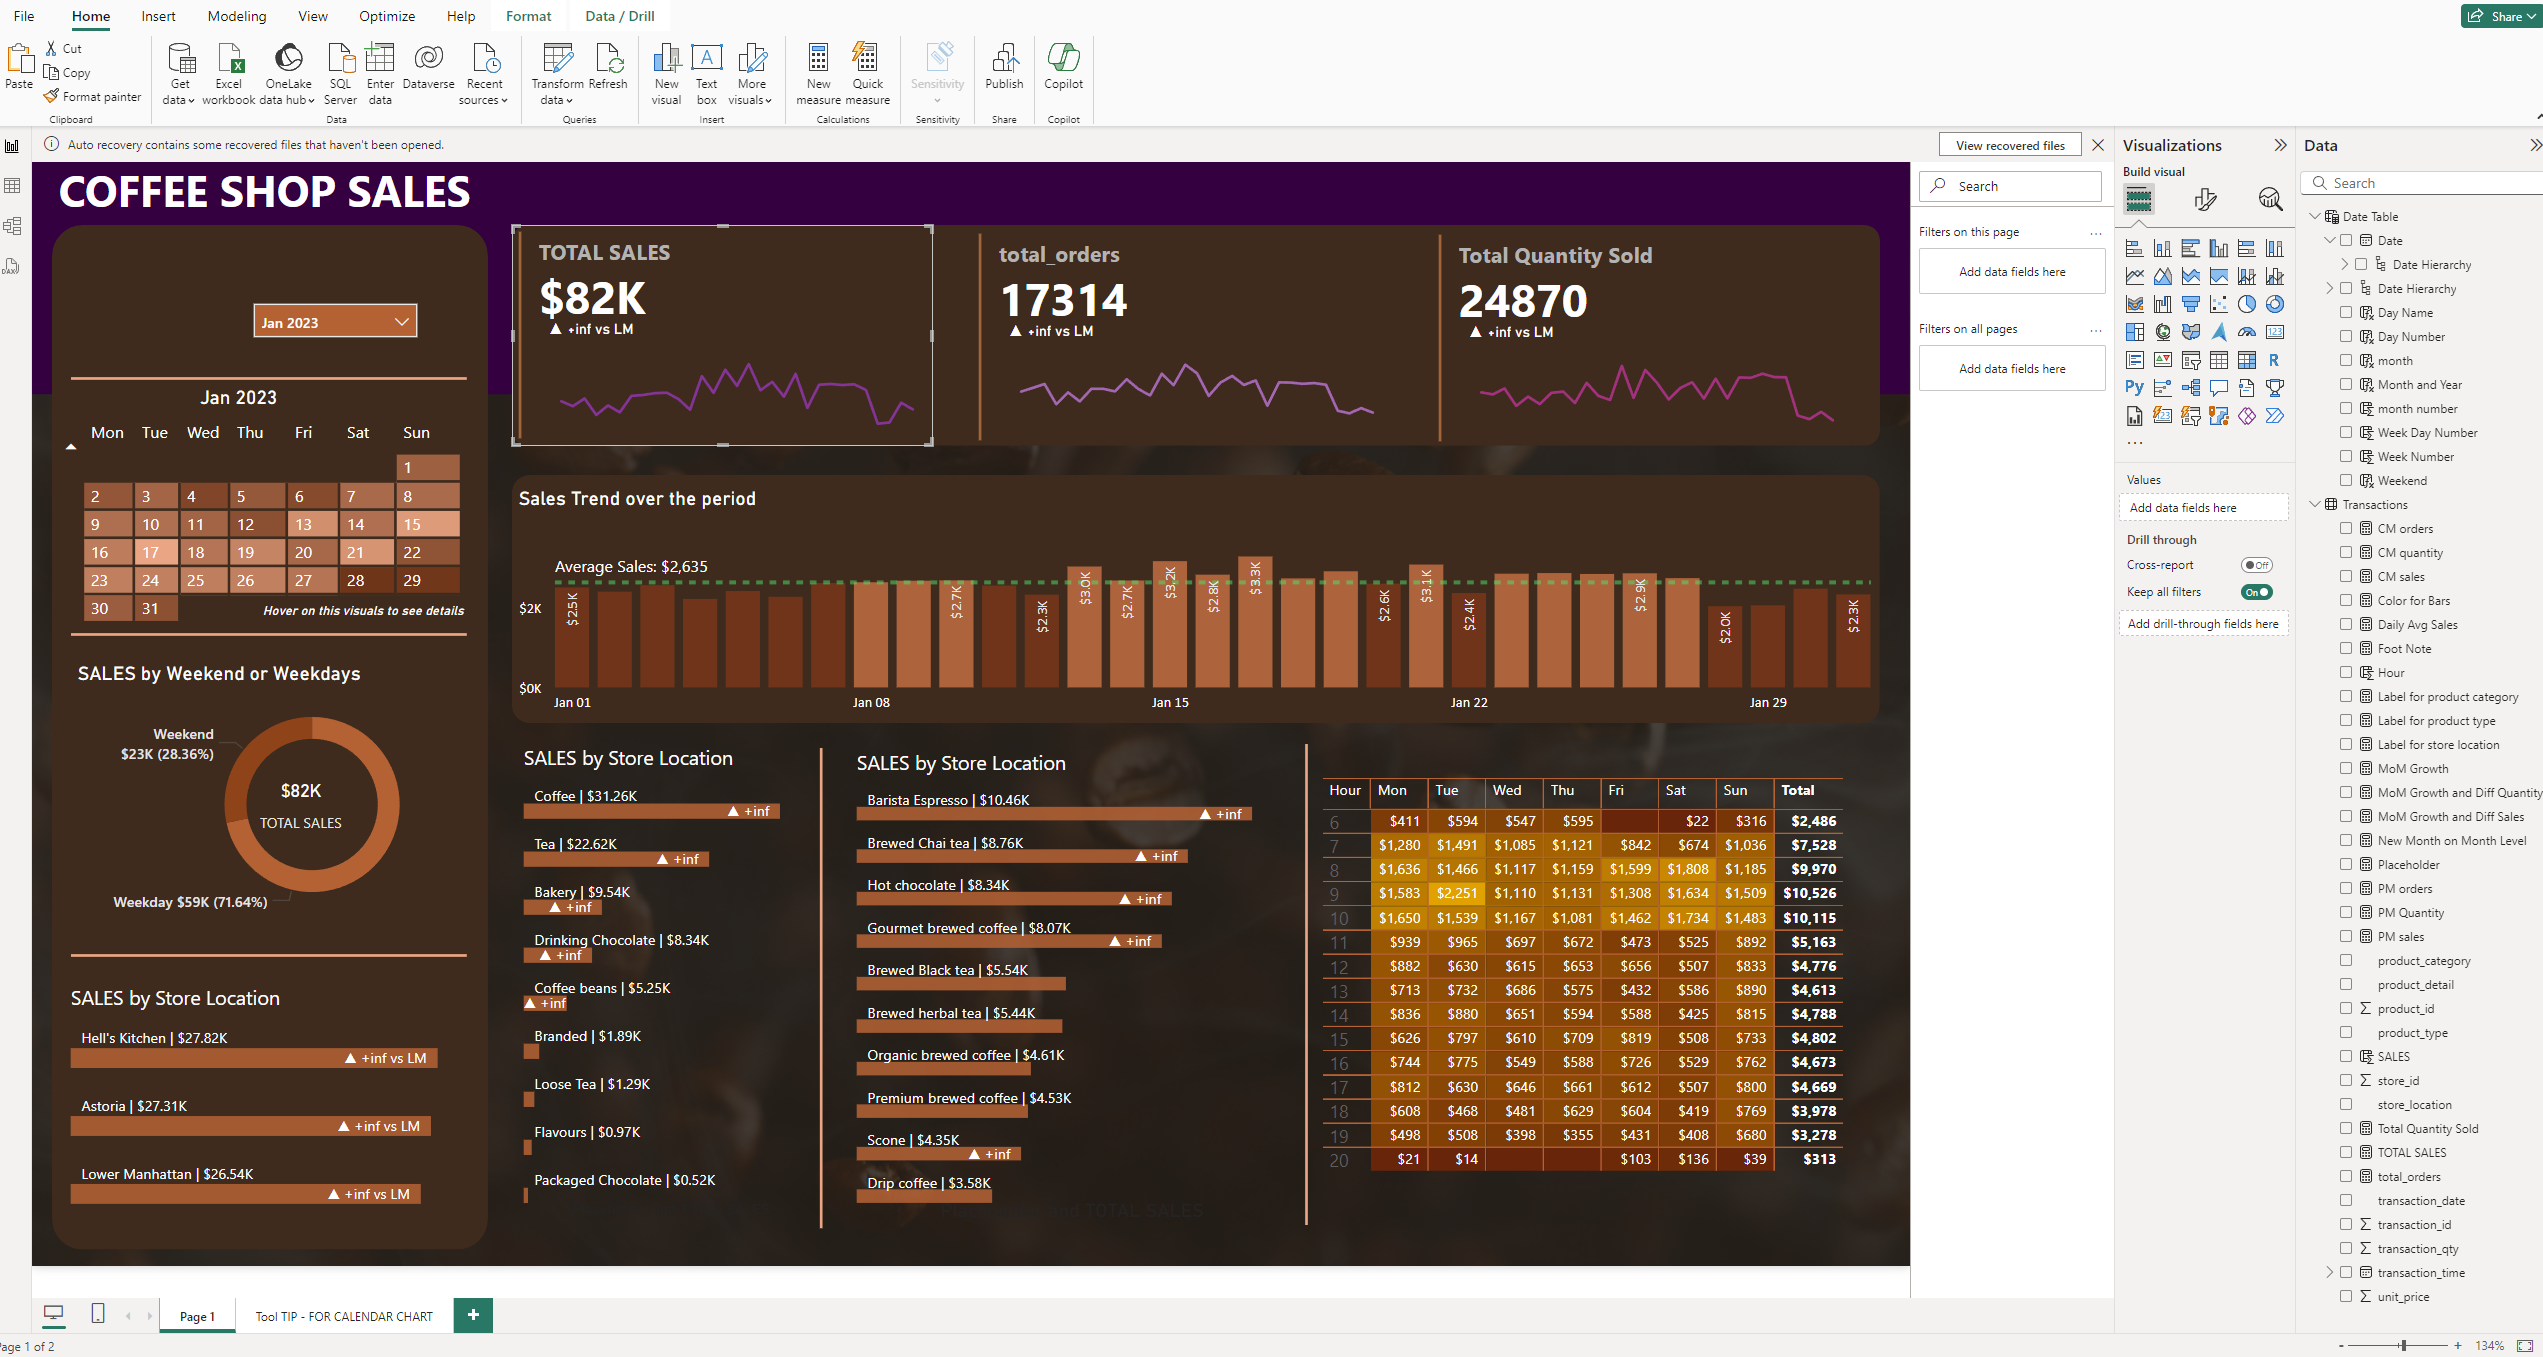 File Home Insert Modeling View Optimize Help Format Data / Drill Share
Paste Cut Copy Format painter Clipboard
Get data Excel workbook OneLake data hub SQL Server Enter data Dataverse Recent sources Data
Transform data Refresh Queries
New visual Text box More visuals Insert
New measure Quick measure Calculations
Sensitivity Sensitivity
Publish Share
Copilot Copilot
Auto recovery contains some recovered files that haven't been opened. View recovered files
COFFEE SHOP SALES
Jan 2023
Jan 2023
Mon Tue Wed Thu Fri Sat Sun
1
2 3 4 5 6 7 8
9 10 11 12 13 14 15
16 17 18 19 20 21 22
23 24 25 26 27 28 29
30 31 Hover on this visuals to see details
SALES by Weekend or Weekdays
Weekend
$23K (28.36%)
$82K
TOTAL SALES
Weekday $59K (71.64%)
SALES by Store Location
Hell's Kitchen | $27.82K
▲ +inf vs LM
Astoria | $27.31K
▲ +inf vs LM
Lower Manhattan | $26.54K
▲ +inf vs LM
TOTAL SALES
$82K
▲ +inf vs LM
total_orders
17314
▲ +inf vs LM
Total Quantity Sold
24870
▲ +inf vs LM
Sales Trend over the period
Average Sales: $2,635
$2K
$0K
$2.5K $2.7K $2.3K $3.0K $2.7K $3.2K $2.8K $3.3K $2.6K $3.1K $2.4K $2.9K $2.0K $2.3K
Jan 01 Jan 08 Jan 15 Jan 22 Jan 29
SALES by Store Location
Coffee | $31.26K
▲ +inf
Tea | $22.62K
▲ +inf
Bakery | $9.54K
▲ +inf
Drinking Chocolate | $8.34K
▲ +inf
Coffee beans | $5.25K
▲ +inf
Branded | $1.89K
Loose Tea | $1.29K
Flavours | $0.97K
Packaged Chocolate | $0.52K
SALES by Store Location
Barista Espresso | $10.46K
▲ +inf
Brewed Chai tea | $8.76K
▲ +inf
Hot chocolate | $8.34K
▲ +inf
Gourmet brewed coffee | $8.07K
▲ +inf
Brewed Black tea | $5.54K
Brewed herbal tea | $5.44K
Organic brewed coffee | $4.61K
Premium brewed coffee | $4.53K
Scone | $4.35K
▲ +inf
Drip coffee | $3.58K
TOTAL SALES
Hour Mon Tue Wed Thu Fri Sat Sun Total
6 $411 $594 $547 $595 $22 $316 $2,486
7 $1,280 $1,491 $1,085 $1,121 $842 $674 $1,036 $7,528
8 $1,636 $1,466 $1,117 $1,159 $1,599 $1,808 $1,185 $9,970
9 $1,583 $2,251 $1,110 $1,131 $1,308 $1,634 $1,509 $10,526
10 $1,650 $1,539 $1,167 $1,081 $1,462 $1,734 $1,483 $10,115
11 $939 $965 $697 $672 $473 $525 $892 $5,163
12 $882 $630 $615 $653 $656 $507 $833 $4,776
13 $713 $732 $686 $575 $432 $586 $890 $4,613
14 $836 $880 $651 $594 $588 $425 $815 $4,788
15 $626 $797 $610 $709 $819 $508 $733 $4,802
16 $744 $775 $549 $588 $726 $529 $762 $4,673
17 $812 $630 $646 $661 $612 $507 $800 $4,669
18 $608 $468 $481 $629 $604 $419 $769 $3,978
19 $498 $508 $398 $355 $431 $408 $680 $3,278
20 $21 $14 $103 $136 $39 $313
Search
Filters on this page ...
Add data fields here
Filters on all pages ...
Add data fields here
Visualizations
Build visual
123
R
Py
123
...
Values
Add data fields here
Drill through
Cross-report Off
Keep all filters On
Add drill-through fields here
Data
Search
Date Table
Date
Date Hierarchy
Date Hierarchy
Day Name
Day Number
month
Month and Year
month number
Week Day Number
Week Number
Weekend
Transactions
CM orders
CM quantity
CM sales
Color for Bars
Daily Avg Sales
Foot Note
Hour
Label for product category
Label for product type
Label for store location
MoM Growth
MoM Growth and Diff Quantity
MoM Growth and Diff Sales
New Month on Month Level
Placeholder
PM orders
PM Quantity
PM sales
product_category
product_detail
product_id
product_type
SALES
store_id
store_location
Total Quantity Sold
TOTAL SALES
total_orders
transaction_date
transaction_id
transaction_qty
transaction_time
unit_price
Page 1 Tool TIP - FOR CALENDAR CHART +
age 1 of 2 - + 134%